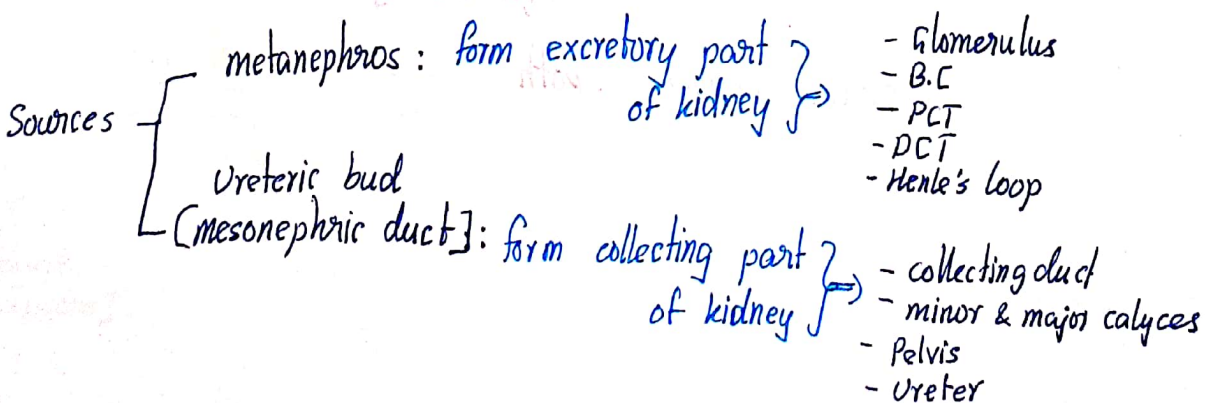 Sources
metanephros : form excretory part
of kidney
- Glomerulus
- B.C
- PCT
- DCT
- Henle's loop
Ureteric bud
[mesonephric duct] : form collecting part
of kidney
- collecting duct
- minor & major calyces
- Pelvis
- Ureter